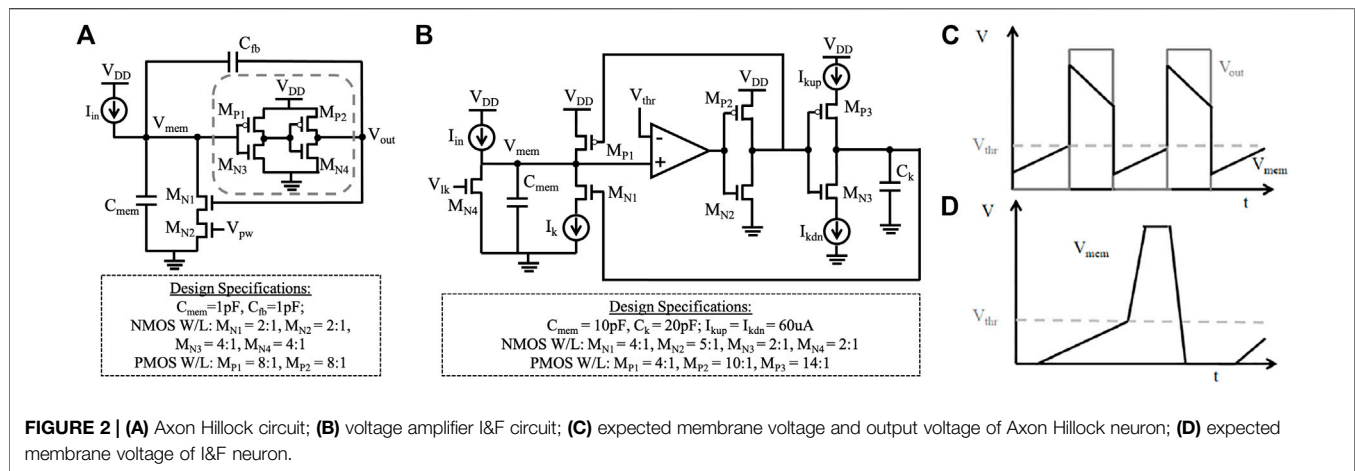 A
C_fb
V_DD
I_in
V_DD
M_P1
M_P2
V_mem
V_out
M_N3
M_N4
M_N1
C_mem
M_N2
V_pw
Design Specifications:
C_mem=1pF, C_fb=1pF;
NMOS W/L: M_N1 = 2:1, M_N2 = 2:1,
M_N3 = 4:1, M_N4 = 4:1
PMOS W/L: M_P1 = 8:1, M_P2 = 8:1
B
V_DD
I_kup
V_DD
V_DD
V_DD
V_thr
M_P2
M_P3
I_in
V_mem
M_P1
-
+
C_mem
V_lk
M_N4
M_N1
M_N2
M_N3
C_k
I_k
I_kdn
Design Specifications:
C_mem = 10pF, C_k = 20pF; I_kup = I_kdn = 60uA
NMOS W/L: M_N1 = 4:1, M_N2 = 5:1, M_N3 = 2:1, M_N4 = 2:1
PMOS W/L: M_P1 = 4:1, M_P2 = 10:1, M_P3 = 14:1
C
V
V_out
V_thr
V_mem
t
D
V
V_mem
V_thr
t
FIGURE 2 | (A) Axon Hillock circuit; (B) voltage amplifier I&F circuit; (C) expected membrane voltage and output voltage of Axon Hillock neuron; (D) expected
membrane voltage of I&F neuron.